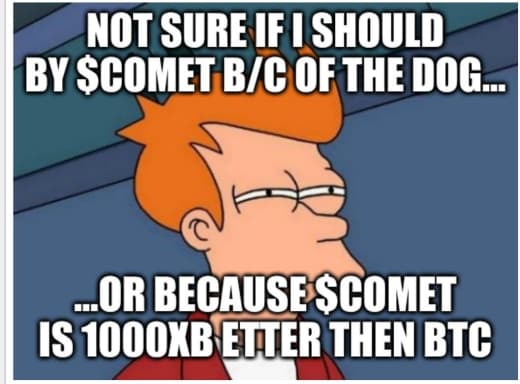 NOT SURE IF I SHOULD
BY $COMET B/C OF THE DOG...
...OR BECAUSE $COMET
IS 1000XB ETTER THEN BTC